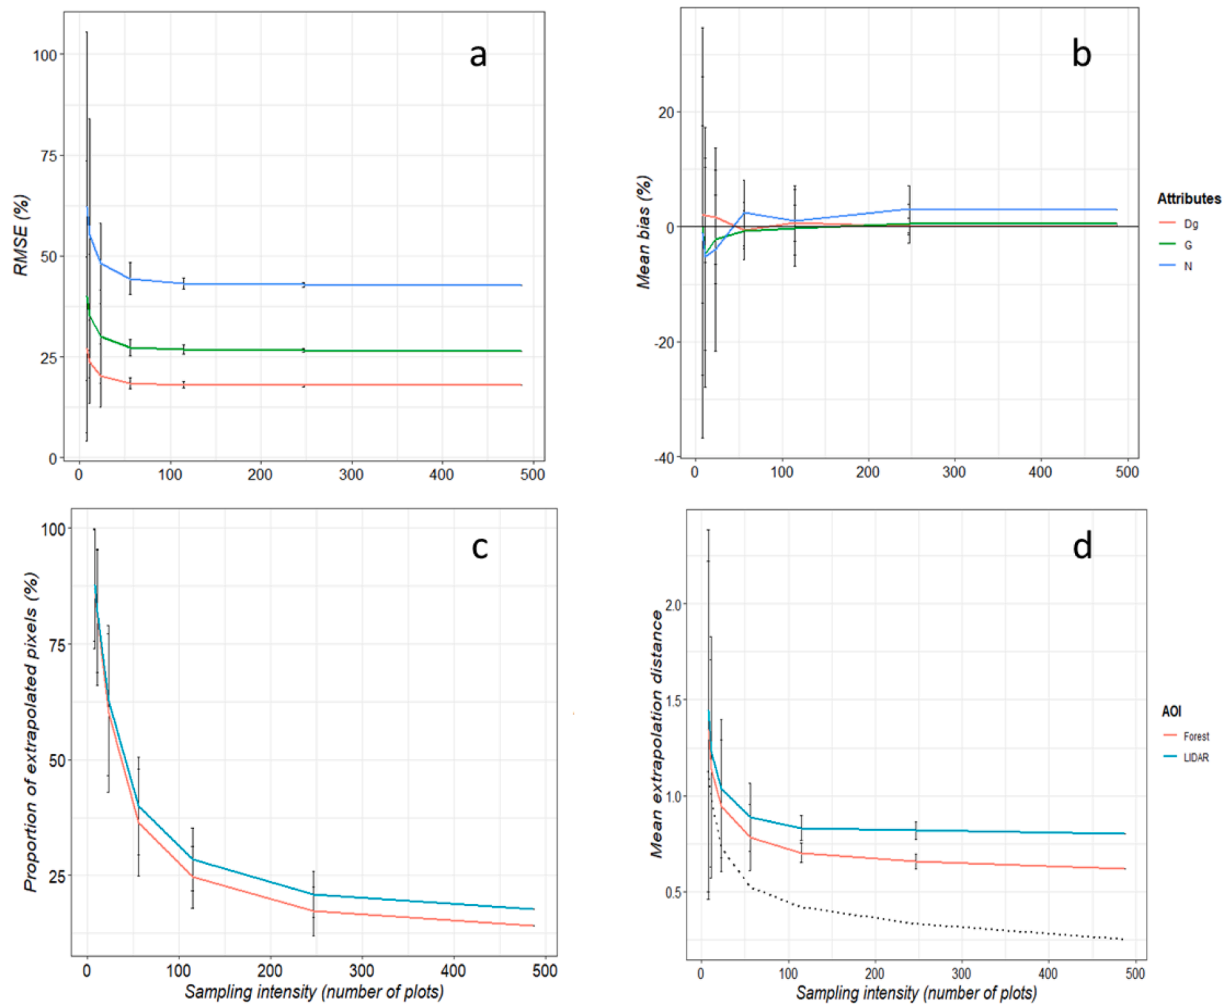 a
RMSE (%)
100
75
50
25
0
0 100 200 300 400 500
b
Mean bias (%)
20
0
-20
-40
0 100 200 300 400 500
Attributes
Dg
G
N
c
Proportion of extrapolated pixels (%)
100
75
50
25
0 100 200 300 400 500
Sampling intensity (number of plots)
d
Mean extrapolation distance
2.0
1.5
1.0
0.5
0 100 200 300 400 500
Sampling intensity (number of plots)
AOI
Forest
LIDAR